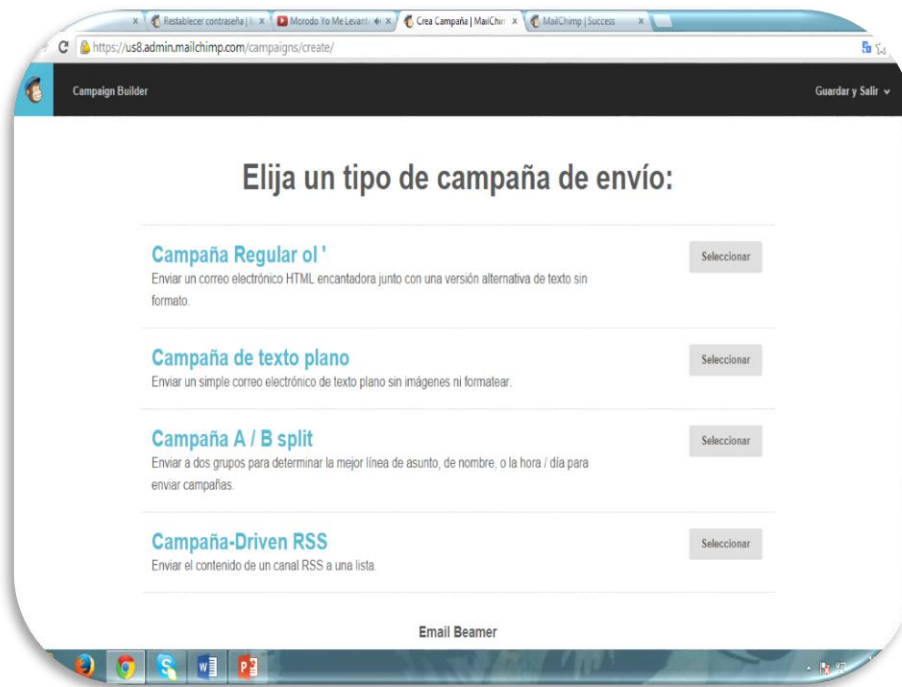 Restablecer contraseña |
Morodo Yo Me Levant
Crea Campaña | MailChim
MailChimp | Success
https://us8.admin.mailchimp.com/campaigns/create/
Campaign Builder
Guardar y Salir
Elija un tipo de campaña de envío:
Campaña Regular ol '
Seleccionar
Enviar un correo electrónico HTML encantadora junto con una versión alternativa de texto sin
formato.
Campaña de texto plano
Seleccionar
Enviar un simple correo electrónico de texto plano sin imágenes ni formatear.
Campaña A / B split
Seleccionar
Enviar a dos grupos para determinar la mejor línea de asunto, de nombre, o la hora / día para
enviar campañas.
Campaña-Driven RSS
Seleccionar
Enviar el contenido de un canal RSS a una lista.
Email Beamer